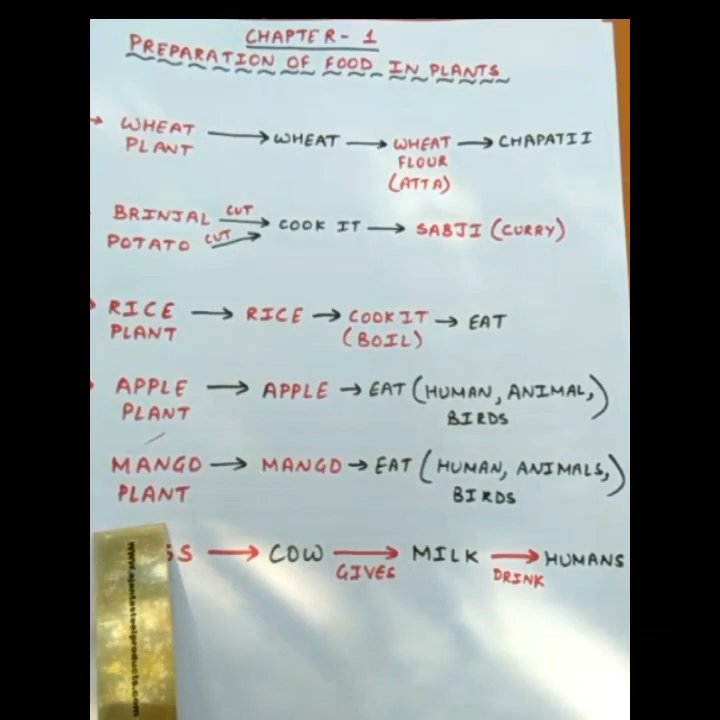 CHAPTER - 1
PREPARATION OF FOOD IN PLANTS
→ WHEAT PLANT → WHEAT → WHEAT FLOUR (ATTA) → CHAPATII
BRINJAL CUT → COOK IT → SABJI (CURRY)
POTATO CUT →
RICE PLANT → RICE → COOK IT (BOIL) → EAT
APPLE PLANT → APPLE → EAT (HUMAN, ANIMAL, BIRDS)
MANGO PLANT → MANGO → EAT (HUMAN, ANIMALS, BIRDS)
SS → COW → GIVES MILK → DRINK HUMANS